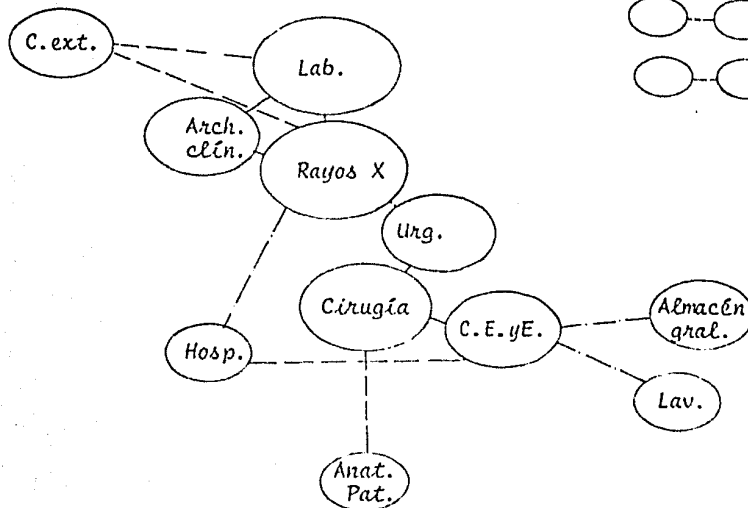 C.ext.
Lab.
Arch.
clín.
Rayos X
Urg.
Cirugía
C.E.yE.
Almacén
gral.
Hosp.
Lav.
Anat.
Pat.